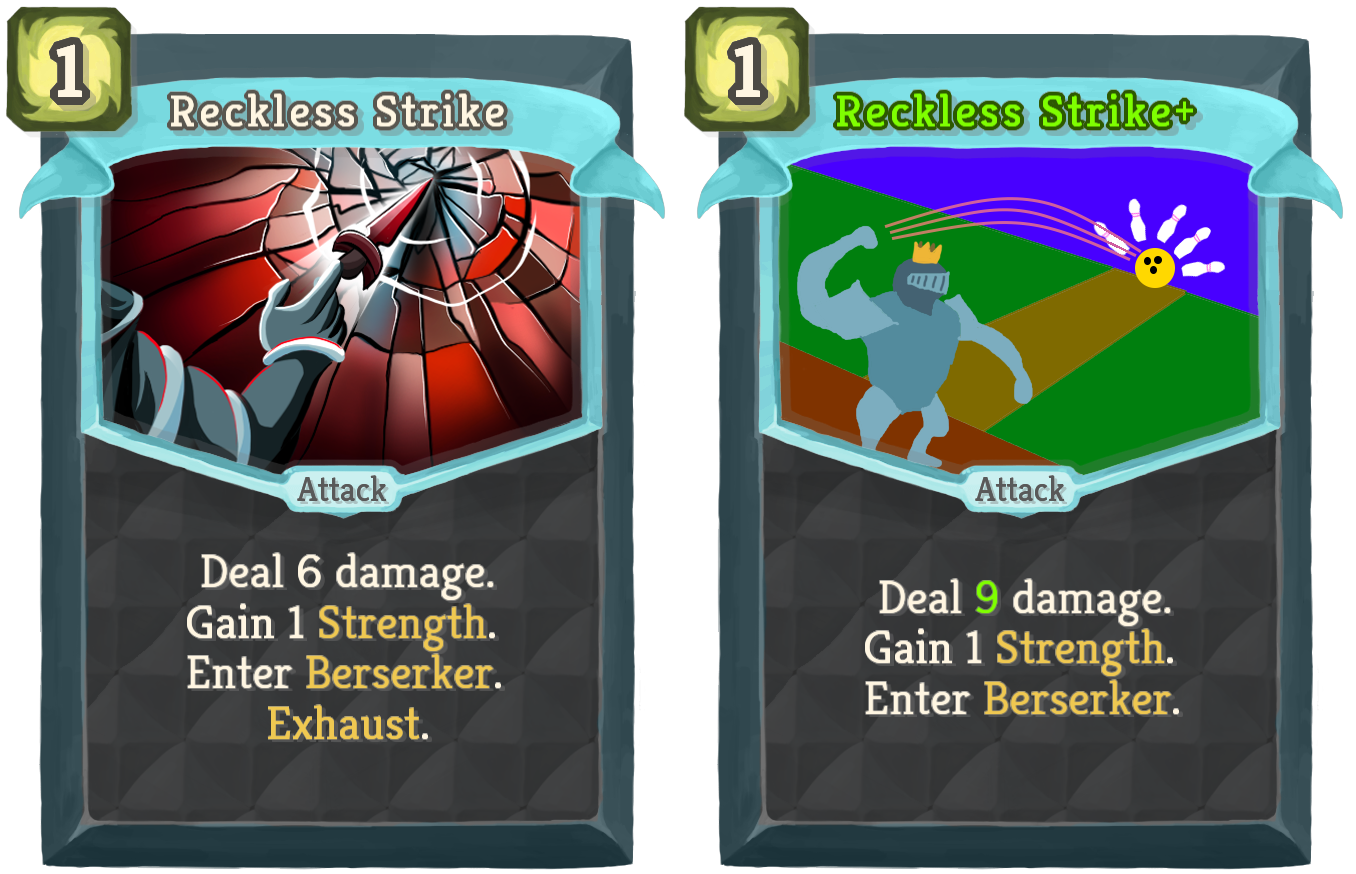 1
Reckless Strike
Attack
Deal 6 damage.
Gain 1 Strength.
Enter Berserker.
Exhaust.
1
Reckless Strike+
Attack
Deal 9 damage.
Gain 1 Strength.
Enter Berserker.